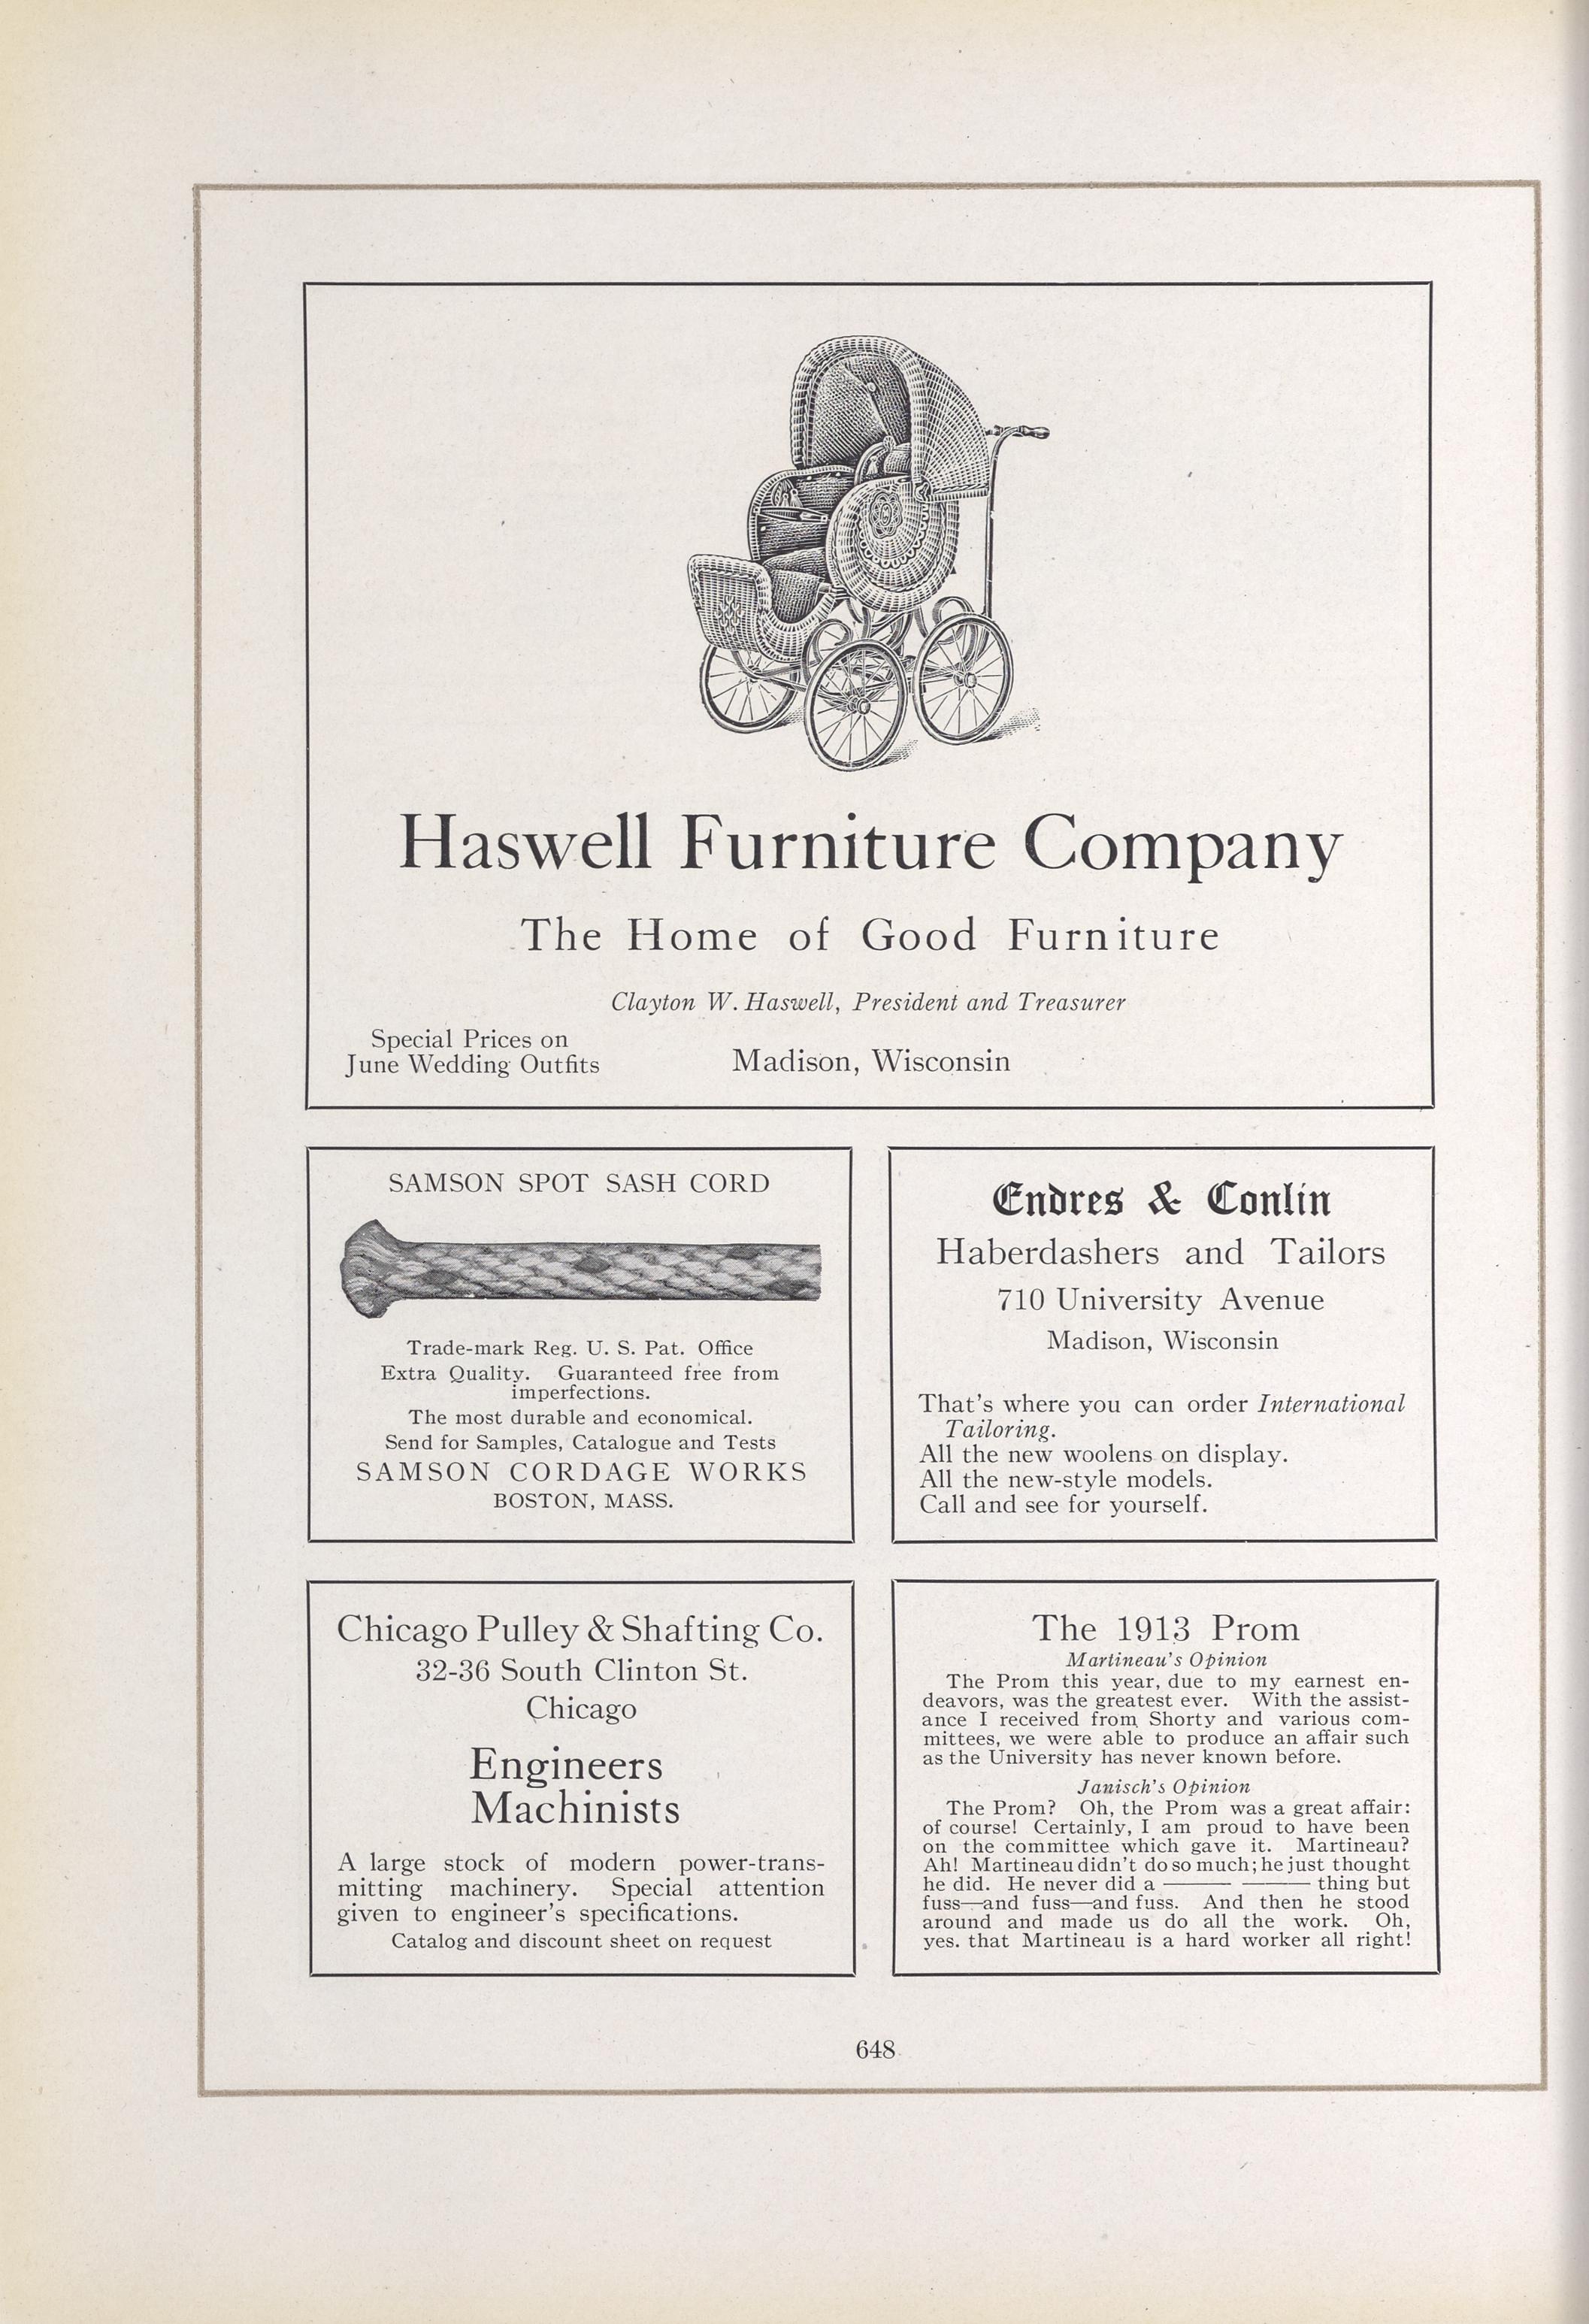 Haswell Furniture Company
The Home of Good Furniture
Clayton W. Haswell, President and Treasurer
Special Prices on
June Wedding Outfits
Madison, Wisconsin
SAMSON SPOT SASH CORD
Trade-mark Reg. U. S. Pat. Office
Extra Quality. Guaranteed free from
imperfections.
The most durable and economical.
Send for Samples, Catalogue and Tests
SAMSON CORDAGE WORKS
BOSTON, MASS.
Endres & Conlin
Haberdashers and Tailors
710 University Avenue
Madison, Wisconsin
That's where you can order International
Tailoring.
All the new woolens on display.
All the new-style models.
Call and see for yourself.
Chicago Pulley & Shafting Co.
32-36 South Clinton St.
Chicago
Engineers
Machinists
A large stock of modern power-trans-
mitting machinery. Special attention
given to engineer's specifications.
Catalog and discount sheet on request
The 1913 Prom
Martineau's Opinion
The Prom this year, due to my earnest en-
deavors, was the greatest ever. With the assist-
ance I received from Shorty and various com-
mittees, we were able to produce an affair such
as the University has never known before.
Janisch's Opinion
The Prom? Oh, the Prom was a great affair:
of course! Certainly, I am proud to have been
on the committee which gave it. Martineau?
Ah! Martineau didn't do so much; he just thought
he did. He never did a —— —— thing but
fuss—and fuss—and fuss. And then he stood
around and made us do all the work. Oh,
yes. that Martineau is a hard worker all right!
648